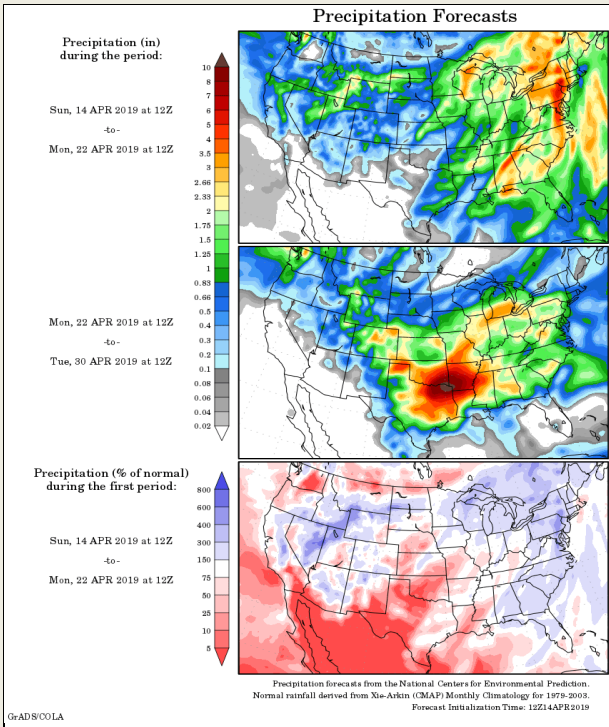 Precipitation Forecasts
Precipitation (in)
during the period:
Sun, 14 APR 2019 at 12Z
-to-
Mon, 22 APR 2019 at 12Z
10
8
7
6
5
4
3.5
3
2.66
2.33
2
1.75
1.5
1.25
1
0.83
0.66
0.5
0.4
0.3
0.2
0.1
0.08
0.06
0.04
0.02
Mon, 22 APR 2019 at 12Z
-to-
Tue, 30 APR 2019 at 12Z
Precipitation (% of normal)
during the first period:
Sun, 14 APR 2019 at 12Z
-to-
Mon, 22 APR 2019 at 12Z
800
600
400
300
150
75
50
25
10
5
Precipitation forecasts from the National Centers for Environmental Prediction.
Normal rainfall derived from Xie-Arkin (CMAP) Monthly Climatology for 1979-2003.
Forecast Initialization Time: 12Z14APR2019
GrADS/COLA